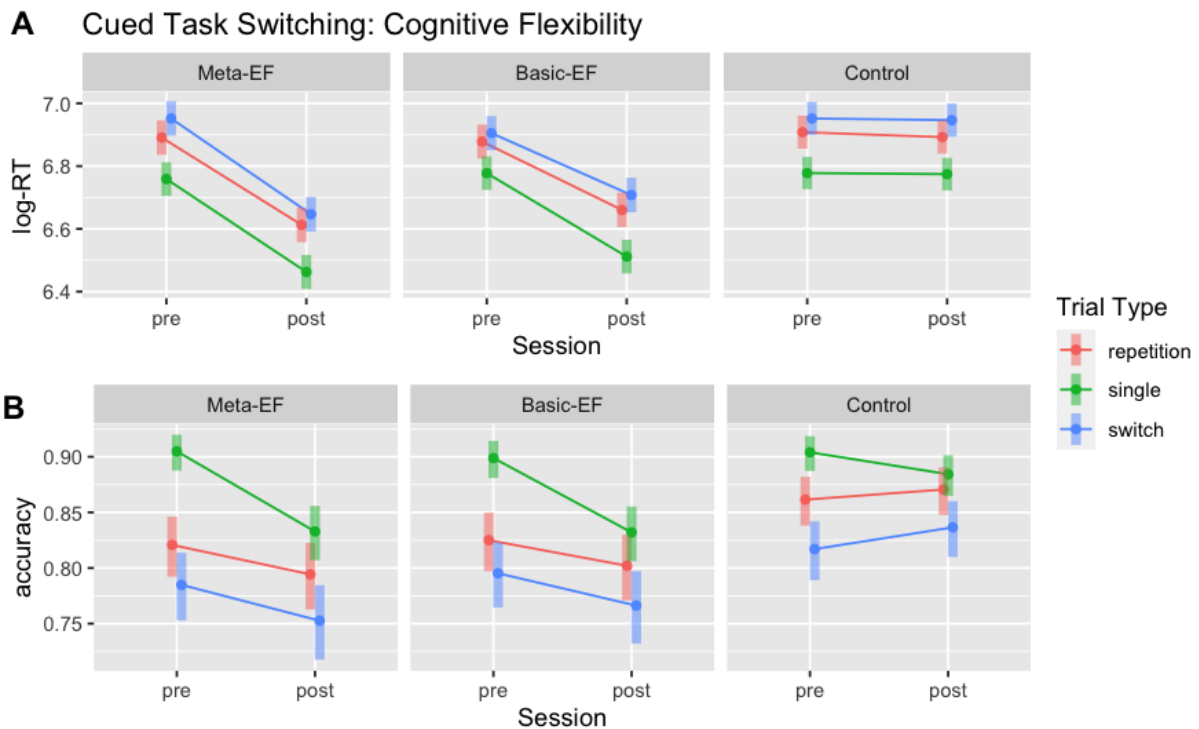 A Cued Task Switching: Cognitive Flexibility
Meta-EF Basic-EF Control
7.0
6.8
6.6
6.4
log-RT
pre post pre post pre post
Session
Trial Type
repetition
single
switch
B
Meta-EF Basic-EF Control
0.90
0.85
0.80
0.75
accuracy
pre post pre post pre post
Session